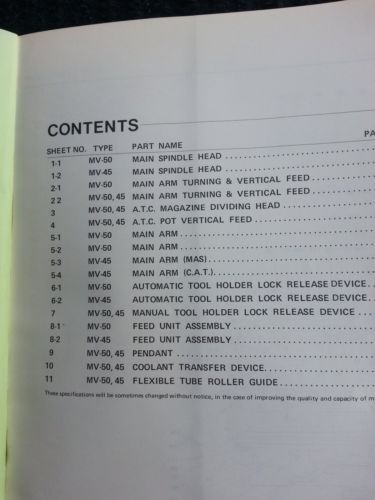 CONTENTS
SHEET NO. TYPE PART NAME PA
1-1 MV-50 MAIN SPINDLE HEAD
1-2 MV-45 MAIN SPINDLE HEAD
2-1 MV-50 MAIN ARM TURNING & VERTICAL FEED
2 2 MV-50, 45 MAIN ARM TURNING & VERTICAL FEED
3 MV-50, 45 A.T.C. MAGAZINE DIVIDING HEAD
4 MV-50, 45 A.T.C. POT VERTICAL FEED
5-1 MV-50 MAIN ARM
5-2 MV-50 MAIN ARM
5-3 MV-45 MAIN ARM (MAS)
5-4 MV-45 MAIN ARM (C.A.T.)
6-1 MV-50 AUTOMATIC TOOL HOLDER LOCK RELEASE DEVICE
6-2 MV-45 AUTOMATIC TOOL HOLDER LOCK RELEASE DEVICE
7 MV-50, 45 MANUAL TOOL HOLDER LOCK RELEASE DEVICE
8-1 MV-50 FEED UNIT ASSEMBLY
8-2 MV-45 FEED UNIT ASSEMBLY
9 MV-50, 45 PENDANT
10 MV-50, 45 COOLANT TRANSFER DEVICE
11 MV-50, 45 FLEXIBLE TUBE ROLLER GUIDE
These specifications will be sometimes changed without notice, in the case of improving the quality and capacity of m